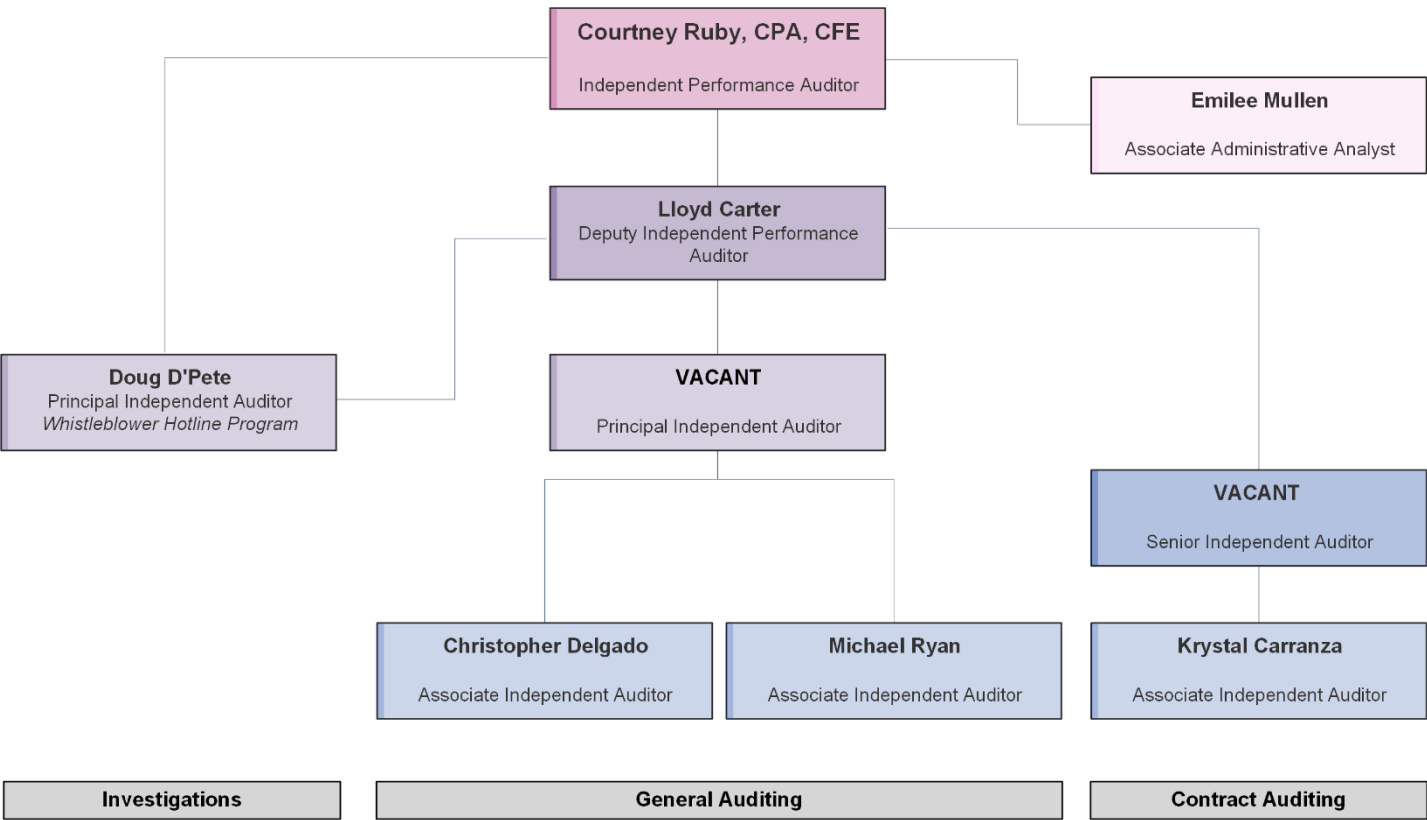 Courtney Ruby, CPA, CFE
Independent Performance Auditor
Emilee Mullen
Associate Administrative Analyst
Lloyd Carter
Deputy Independent Performance
Auditor
Doug D'Pete
Principal Independent Auditor
Whistleblower Hotline Program
VACANT
Principal Independent Auditor
VACANT
Senior Independent Auditor
Christopher Delgado
Associate Independent Auditor
Michael Ryan
Associate Independent Auditor
Krystal Carranza
Associate Independent Auditor
Investigations
General Auditing
Contract Auditing